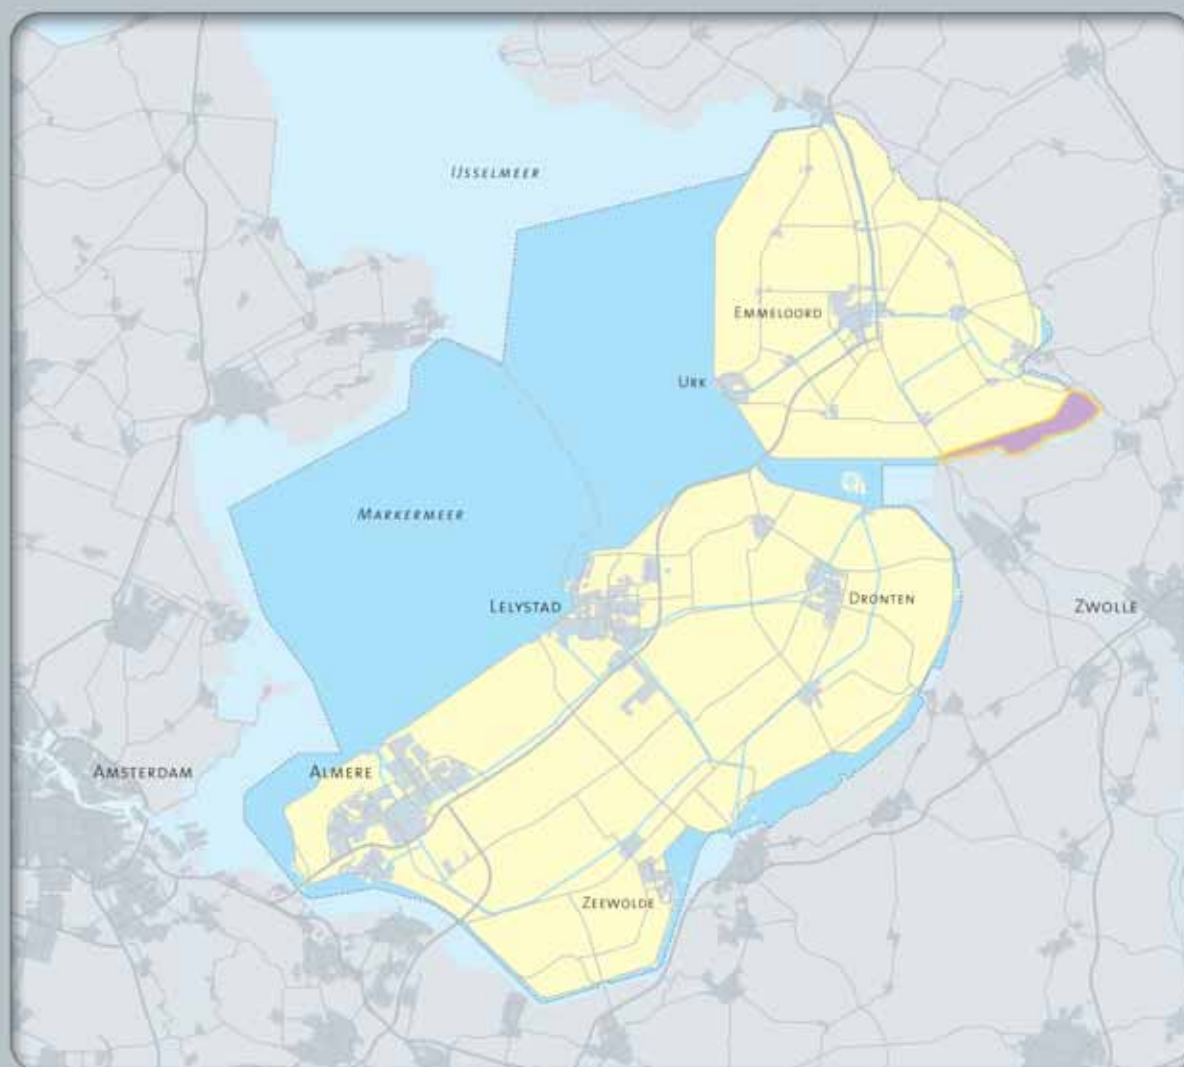 IJSSELMEER
EMMELOORD
URK
MARKERMEER
LELYSTAD
DRONTEN
ZWOLLE
AMSTERDAM
ALMERE
ZEEWOLDE